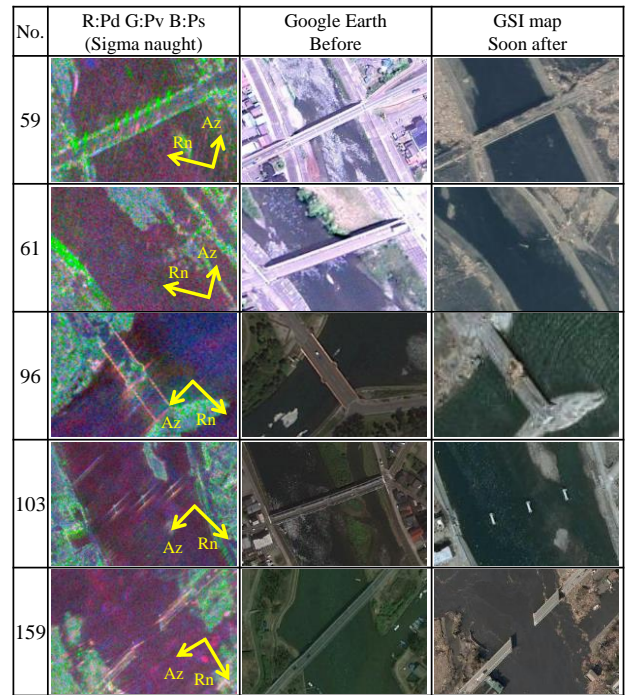 No.
R:Pd G:Pv B:Ps
(Sigma naught)
Google Earth
Before
GSI map
Soon after
59
Az
Rn
61
Az
Rn
96
Az
Rn
103
Az
Rn
159
Az
Rn